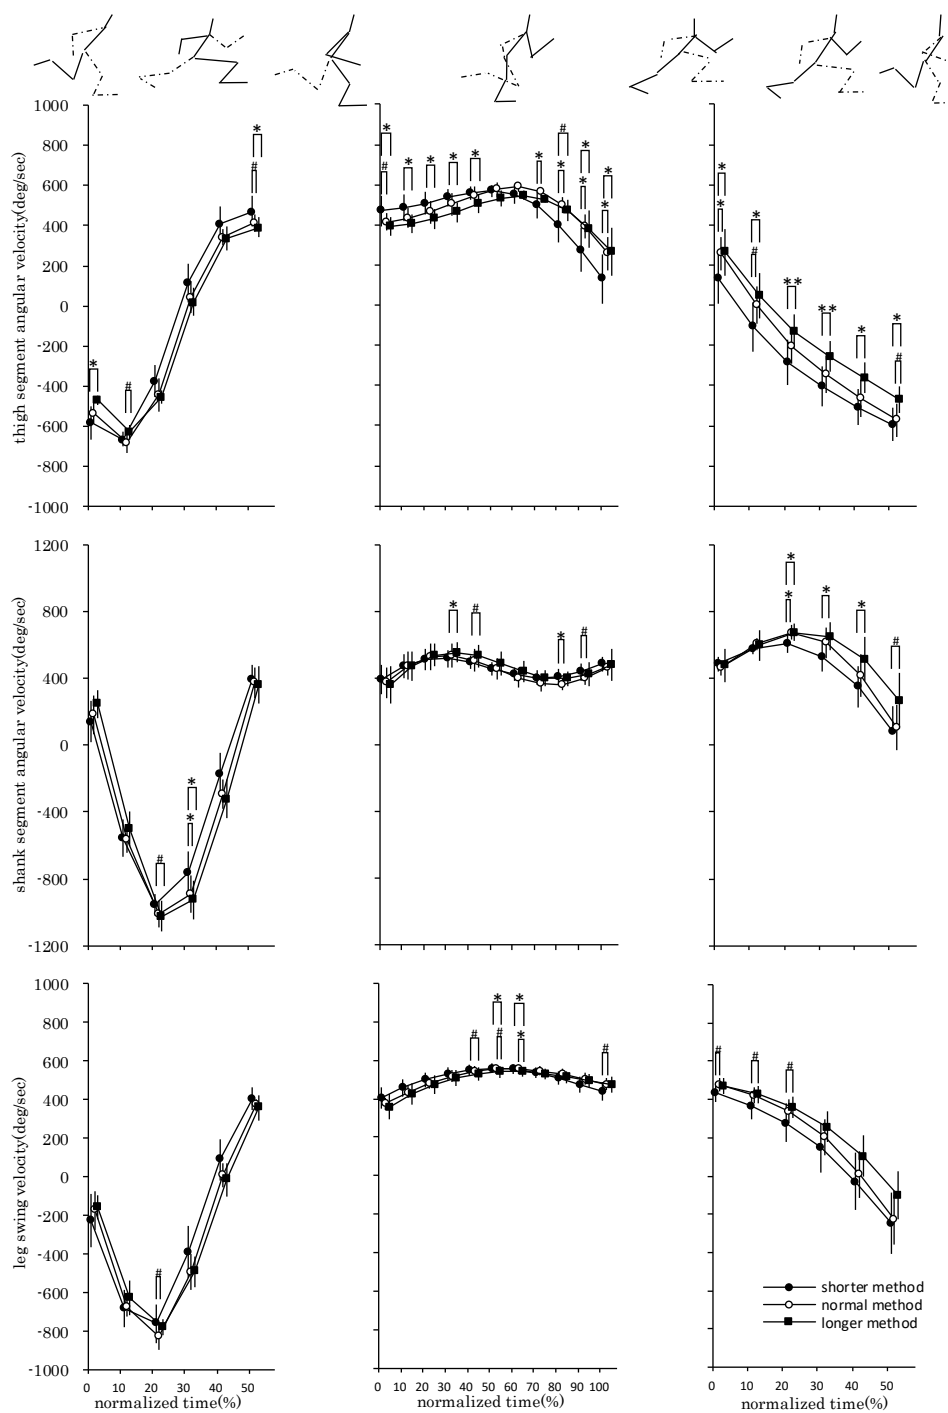 1000
800
600
400
200
0
-200
-400
-600
-800
-1000
thigh segment angular velocity(deg/sec)
* # * #
* # * * * * * * # * * * *
* * * # ** ** * * #
1200
800
400
0
-400
-800
-1200
shank segment angular velocity(deg/sec)
# * *
* # * #
* * * * #
1000
800
600
400
200
0
-200
-400
-600
-800
-1000
leg swing velocity(deg/sec)
#
# * # * * #
# # #
shorter method
normal method
longer method
0 10 20 30 40 50
0 10 20 30 40 50 60 70 80 90 100
0 10 20 30 40 50
normalized time(%)
normalized time(%)
normalized time(%)